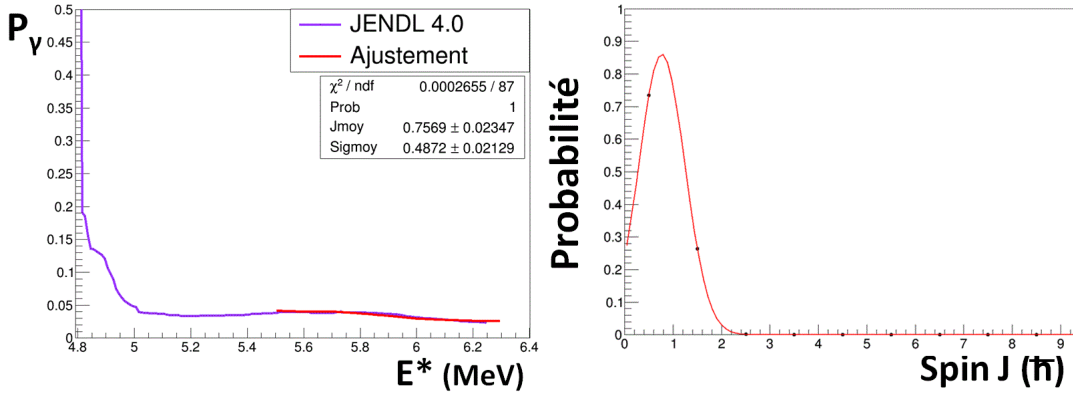 Pγ
0.5
0.45
0.4
0.35
0.3
0.25
0.2
0.15
0.1
0.05
0
JENDL 4.0
Ajustement
χ² / ndf 0.0002655 / 87
Prob 1
Jmoy 0.7569 ± 0.02347
Sigmoy 0.4872 ± 0.02129
4.8 5 5.2 5.4 5.6 5.8 6 6.2 6.4
E* (MeV)
Probabilité
1
0.9
0.8
0.7
0.6
0.5
0.4
0.3
0.2
0.1
0
0 1 2 3 4 5 6 7 8 9
Spin J (ħ)